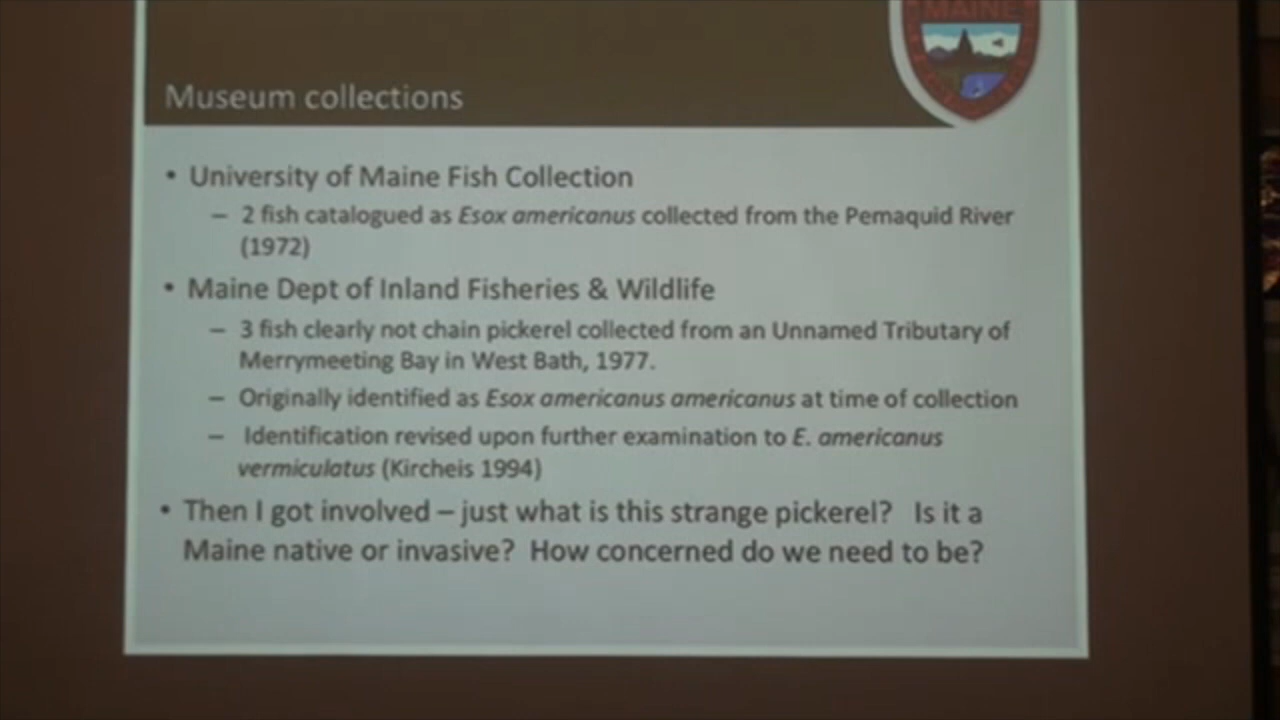 MAINE
Museum collections
• University of Maine Fish Collection
– 2 fish catalogued as Esox americanus collected from the Pemaquid River
(1972)
• Maine Dept of Inland Fisheries & Wildlife
– 3 fish clearly not chain pickerel collected from an Unnamed Tributary of
Merrymeeting Bay in West Bath, 1977.
– Originally identified as Esox americanus americanus at time of collection
– Identification revised upon further examination to E. americanus
vermiculatus (Kircheis 1994)
• Then I got involved – just what is this strange pickerel? Is it a
Maine native or invasive? How concerned do we need to be?